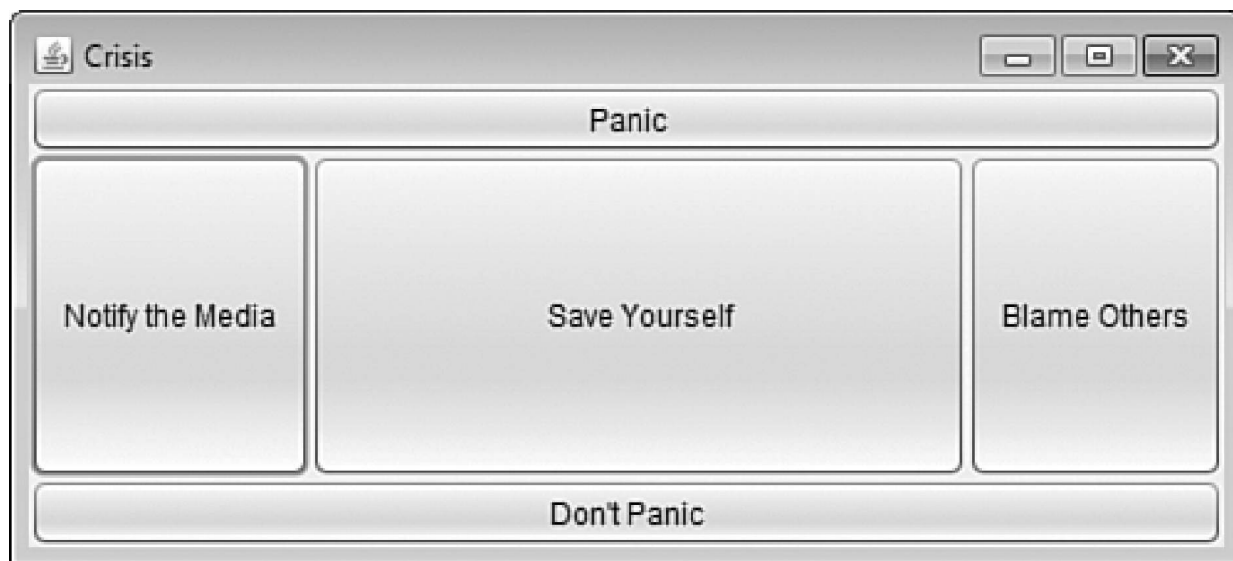 Crisis
Panic
Notify the Media
Save Yourself
Blame Others
Don't Panic